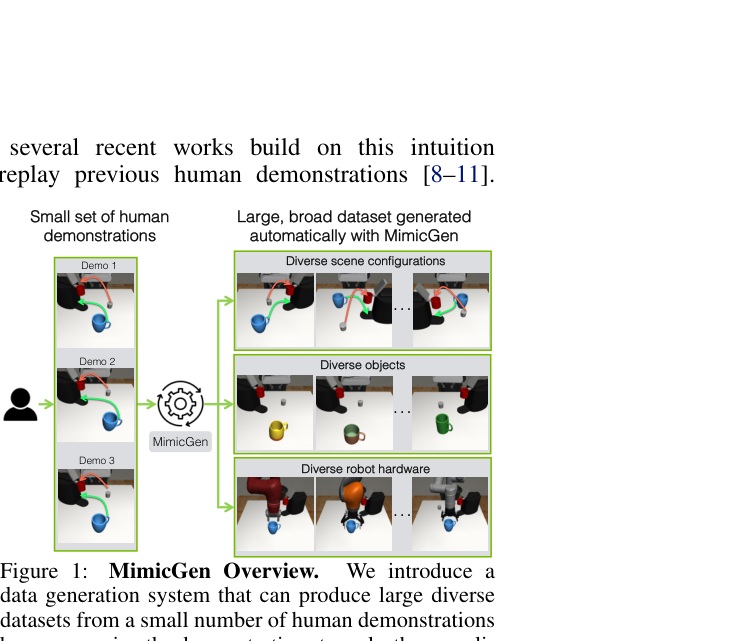 several recent works build on this intuition
replay previous human demonstrations [8–11].
Small set of human
demonstrations
Large, broad dataset generated
automatically with MimicGen
Demo 1
Demo 2
Demo 3
MimicGen
Diverse scene configurations
...
Diverse objects
...
Diverse robot hardware
...
Figure 1: MimicGen Overview. We introduce a
data generation system that can produce large diverse
datasets from a small number of human demonstrations